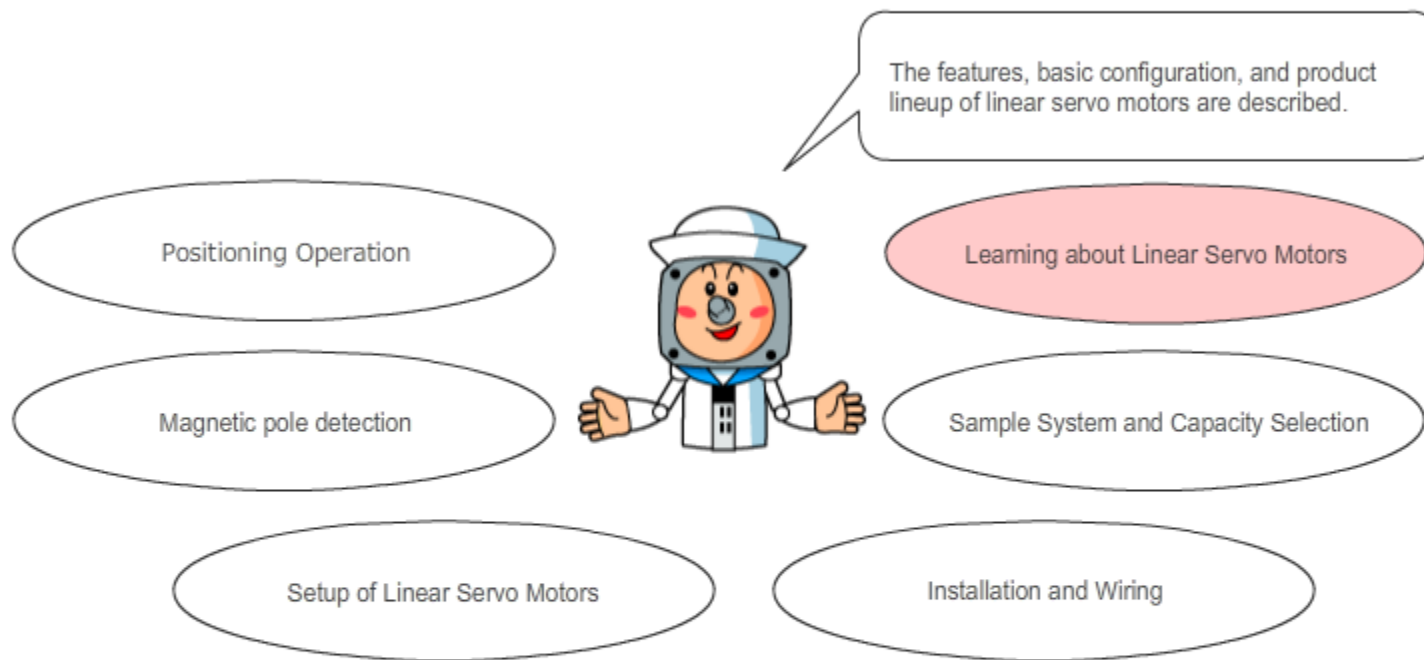 The features, basic configuration, and product
lineup of linear servo motors are described.
Positioning Operation
Learning about Linear Servo Motors
Magnetic pole detection
Sample System and Capacity Selection
Setup of Linear Servo Motors
Installation and Wiring